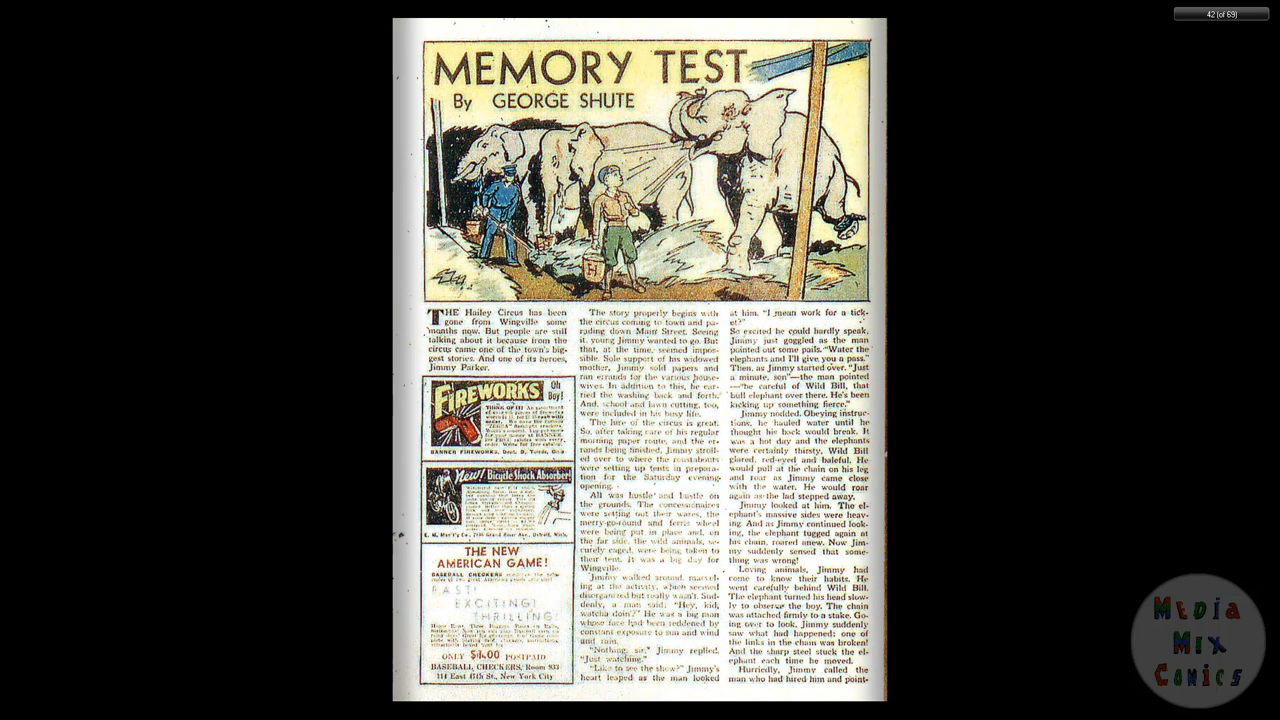 42 (of 69)
MEMORY TEST
By GEORGE SHUTE
THE Hailey Circus has been
gone from Wingville some
months now. But people are still
talking about it because from the
circus came one of the town's big-
gest stories. And one of its heroes,
Jimmy Parker.
FIREWORKS
Oh
Boy!
THINK OF IT!
BANNER FIREWORKS, Dept. D, Toledo, Ohio
New! Bicycle Shock Absorber!
THE NEW
AMERICAN GAME!
BASEBALL CHECKERS
FAST!
EXCITING!
THRILLING!
ONLY $1.00 POSTPAID
BASEBALL CHECKERS, Room 933
114 East 47th St., New York City
The story properly begins with
the circus coming to town and pa-
rading down Main Street. Seeing
it, young Jimmy wanted to go. But
that, at the time, seemed impos-
sible. Sole support of his widowed
mother, Jimmy sold papers and
ran errands for the various house-
wives. In addition to this, he car-
ried the washing back and forth.
And, school and lawn cutting, too,
were included in his busy life.
The lure of the circus is great.
So, after taking care of his regular
morning paper route, and the er-
rands being finished, Jimmy stroll-
ed over to where the roustabouts
were setting up tents in prepara-
tion for the Saturday evening
opening.
All was hustle and bustle on
the grounds. The concessionaires
were setting out their wares, the
merry-go-round and ferris wheel
were being put in place and, on
the far side, the wild animals, se-
curely caged, were being taken to
their tent. It was a big day for
Wingville.
Jimmy walked around, marvel-
ing at the activity, which seemed
disorganized but really wasn't. Sud-
denly, a man said: "Hey, kid,
watcha doin'?" He was a big man
whose face had been reddened by
constant exposure to sun and wind
and rain.
"Nothing, sir," Jimmy replied.
"Just watching."
"Like to see the show?" Jimmy's
heart leaped as the man looked
at him. "I mean work for a tick-
et?"
So excited he could hardly speak,
Jimmy just goggled as the man
pointed out some pails. "Water the
elephants and I'll give you a pass."
Then, as Jimmy started over. "Just
a minute, son"—the man pointed
—"be careful of Wild Bill, that
bull elephant over there. He's been
kicking up something fierce."
Jimmy nodded. Obeying instruc-
tions, he hauled water until he
thought his back would break. It
was a hot day and the elephants
were certainly thirsty. Wild Bill
glared, red-eyed and baleful. He
would pull at the chain on his leg
and roar as Jimmy came close
with the water. He would roar
again as the lad stepped away.
Jimmy looked at him. The el-
ephant's massive sides were heav-
ing. And as Jimmy continued look-
ing, the elephant tugged again at
his chain, roared anew. Now Jim-
my suddenly sensed that some-
thing was wrong!
Loving animals, Jimmy had
come to know their habits. He
went carefully behind Wild Bill.
The elephant turned his head slow-
ly to observe the boy. The chain
was attached firmly to a stake. Go-
ing over to look, Jimmy suddenly
saw what had happened: one of
the links in the chain was broken!
And the sharp steel stuck the el-
ephant each time he moved.
Hurriedly, Jimmy called the
man who had hired him and point-
H
MEDIA
MIX
COMICS